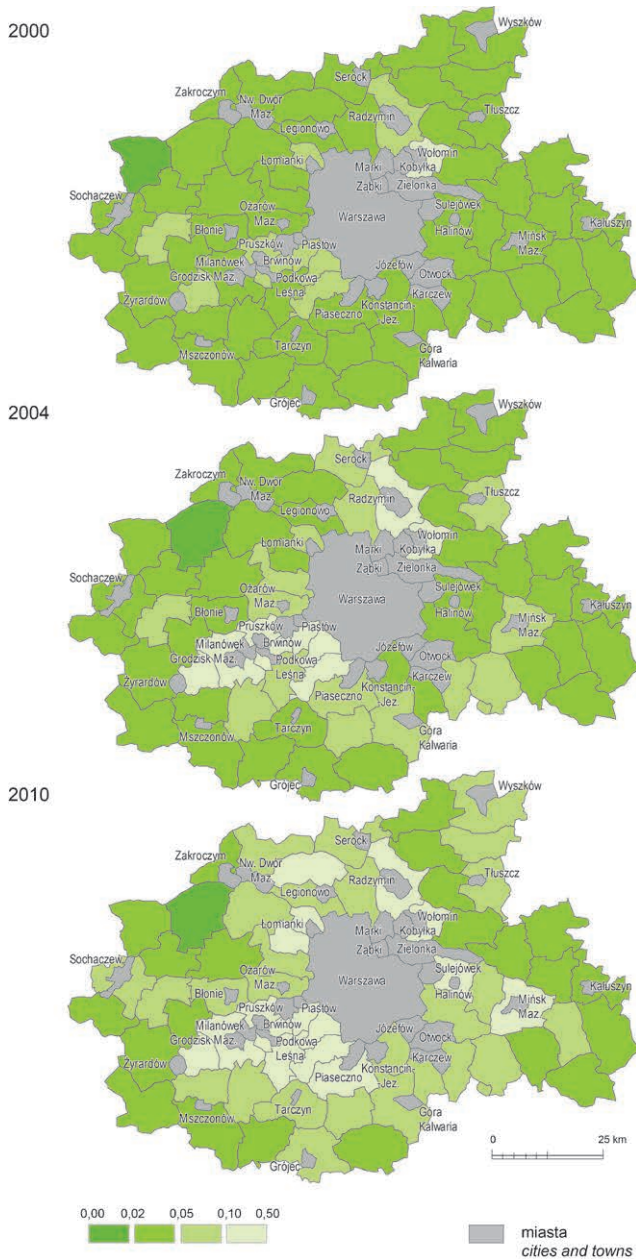 2000
Wyszków
Serock
Zakroczym
Nw. Dwór
Maz.
Radzymin
Tłuszcz
Legionowo
Łomianki
Wołomin
Marki
Kobyłka
Ząbki
Zielonka
Sochaczew
Ożarów
Maz.
Warszawa
Sulejówek
Kałuszyn
Błonie
Pruszków
Piastów
Halinów
Mińsk
Maz.
Milanówek
Brwinów
Józefów
Otwock
Grodzisk Maz.
Podkowa
Leśna
Karczew
Żyrardów
Piaseczno
Konstancin-
Jez.
Mszczonów
Tarczyn
Góra
Kalwaria
Grójec
2004
Wyszków
Serock
Zakroczym
Nw. Dwór
Maz.
Radzymin
Tłuszcz
Legionowo
Łomianki
Wołomin
Marki
Kobyłka
Ząbki
Zielonka
Sochaczew
Ożarów
Maz.
Warszawa
Sulejówek
Kałuszyn
Błonie
Pruszków
Piastów
Halinów
Mińsk
Maz.
Milanówek
Brwinów
Józefów
Otwock
Grodzisk Maz.
Podkowa
Leśna
Karczew
Żyrardów
Piaseczno
Konstancin-
Jez.
Mszczonów
Tarczyn
Góra
Kalwaria
Grójec
2010
Wyszków
Serock
Zakroczym
Nw. Dwór
Maz.
Radzymin
Tłuszcz
Legionowo
Łomianki
Wołomin
Marki
Kobyłka
Ząbki
Zielonka
Sochaczew
Ożarów
Maz.
Warszawa
Sulejówek
Kałuszyn
Błonie
Pruszków
Piastów
Halinów
Mińsk
Maz.
Milanówek
Brwinów
Józefów
Otwock
Grodzisk Maz.
Podkowa
Leśna
Karczew
Żyrardów
Piaseczno
Konstancin-
Jez.
Mszczonów
Tarczyn
Góra
Kalwaria
Grójec
0 25 km
0,00 0,02 0,05 0,10 0,50
miasta
cities and towns